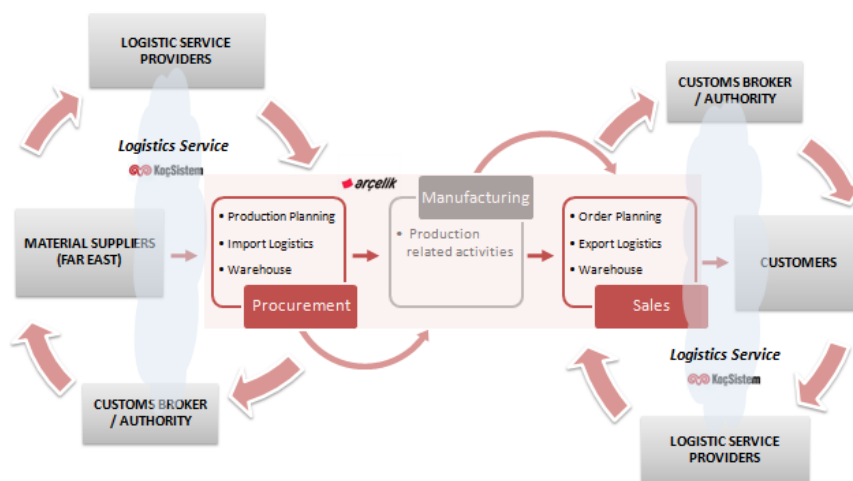 LOGISTIC SERVICE
PROVIDERS
CUSTOMS BROKER
/ AUTHORITY
Logistics Service
KoçSistem
arçelik
Manufacturing
• Production Planning
• Import Logistics
• Warehouse
• Production
related activities
• Order Planning
• Export Logistics
• Warehouse
MATERIAL SUPPLIERS
(FAR EAST)
CUSTOMERS
Procurement
Sales
Logistics Service
KoçSistem
CUSTOMS BROKER
/ AUTHORITY
LOGISTIC SERVICE
PROVIDERS